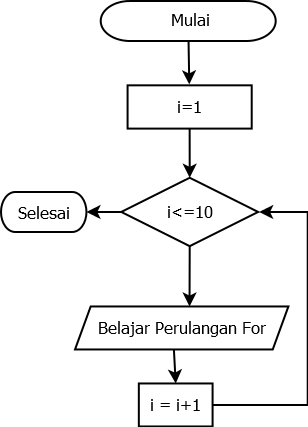 Mulai
i=1
Selesai
i<=10
Belajar Perulangan For
i = i+1